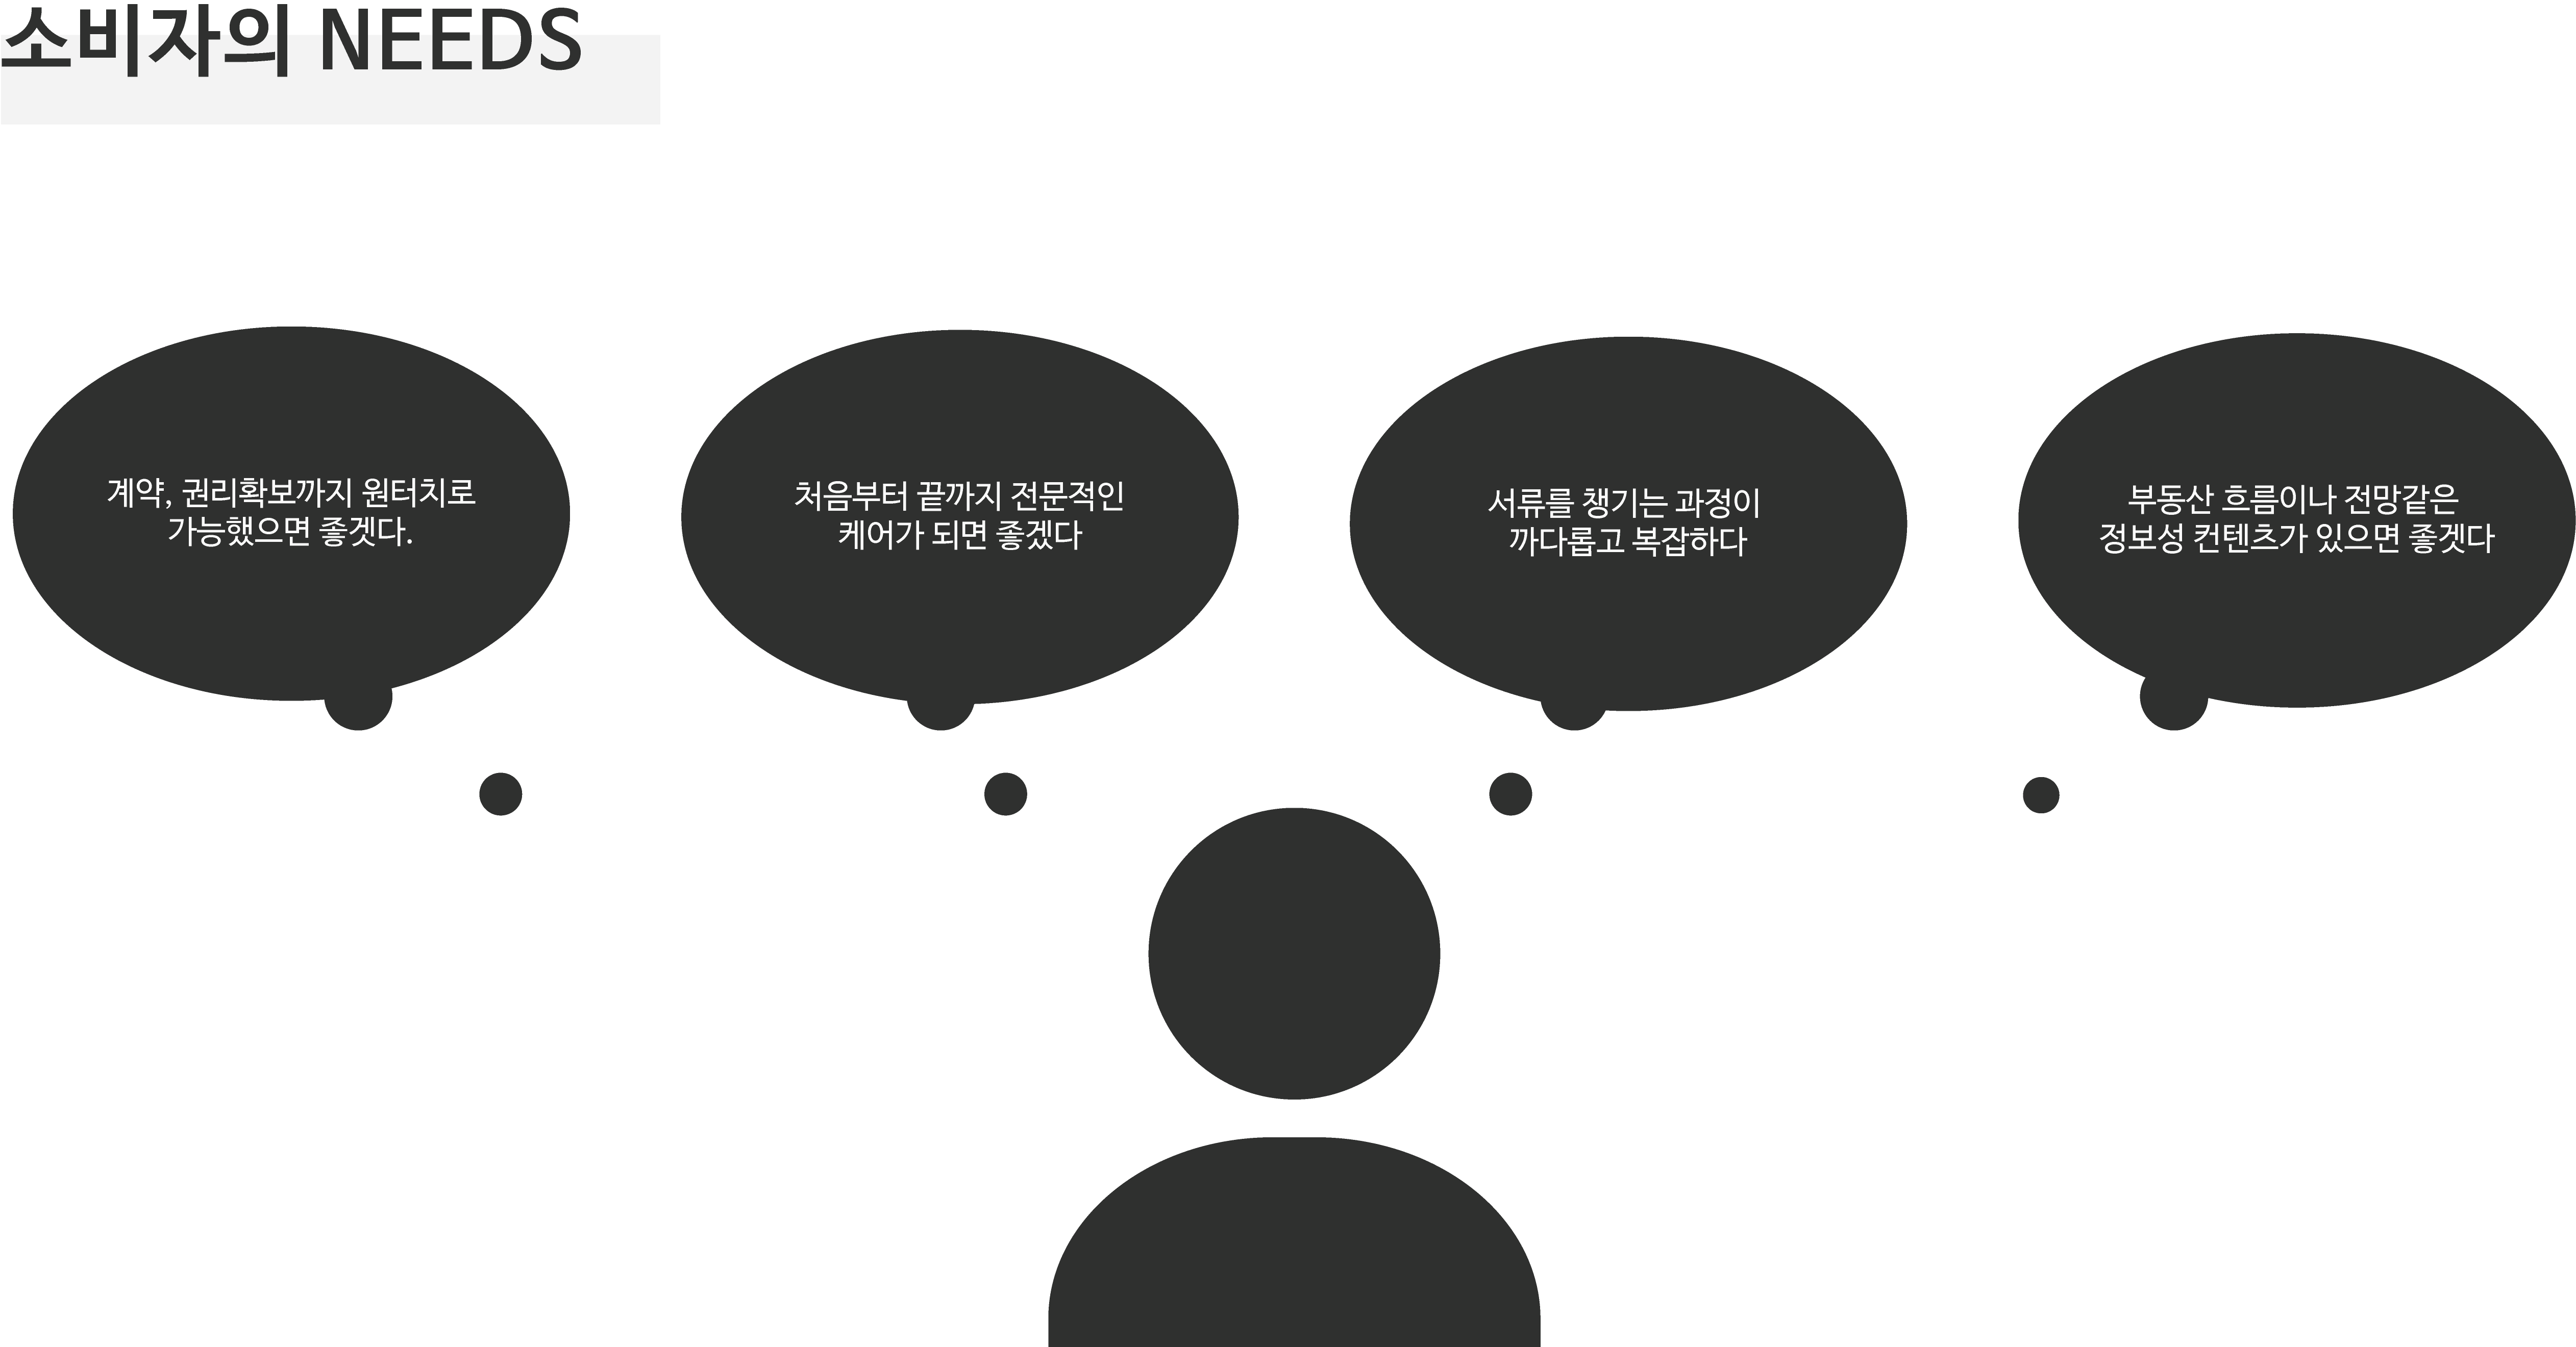 소비자의 NEEDS
계약, 권리확보까지 원터치로
가능했으면 좋겟다.
처음부터 끝까지 전문적인
케어가 되면 좋겠다
서류를 챙기는 과정이
까다롭고 복잡하다
부동산 흐름이나 전망같은
정보성 컨텐츠가 있으면 좋겟다